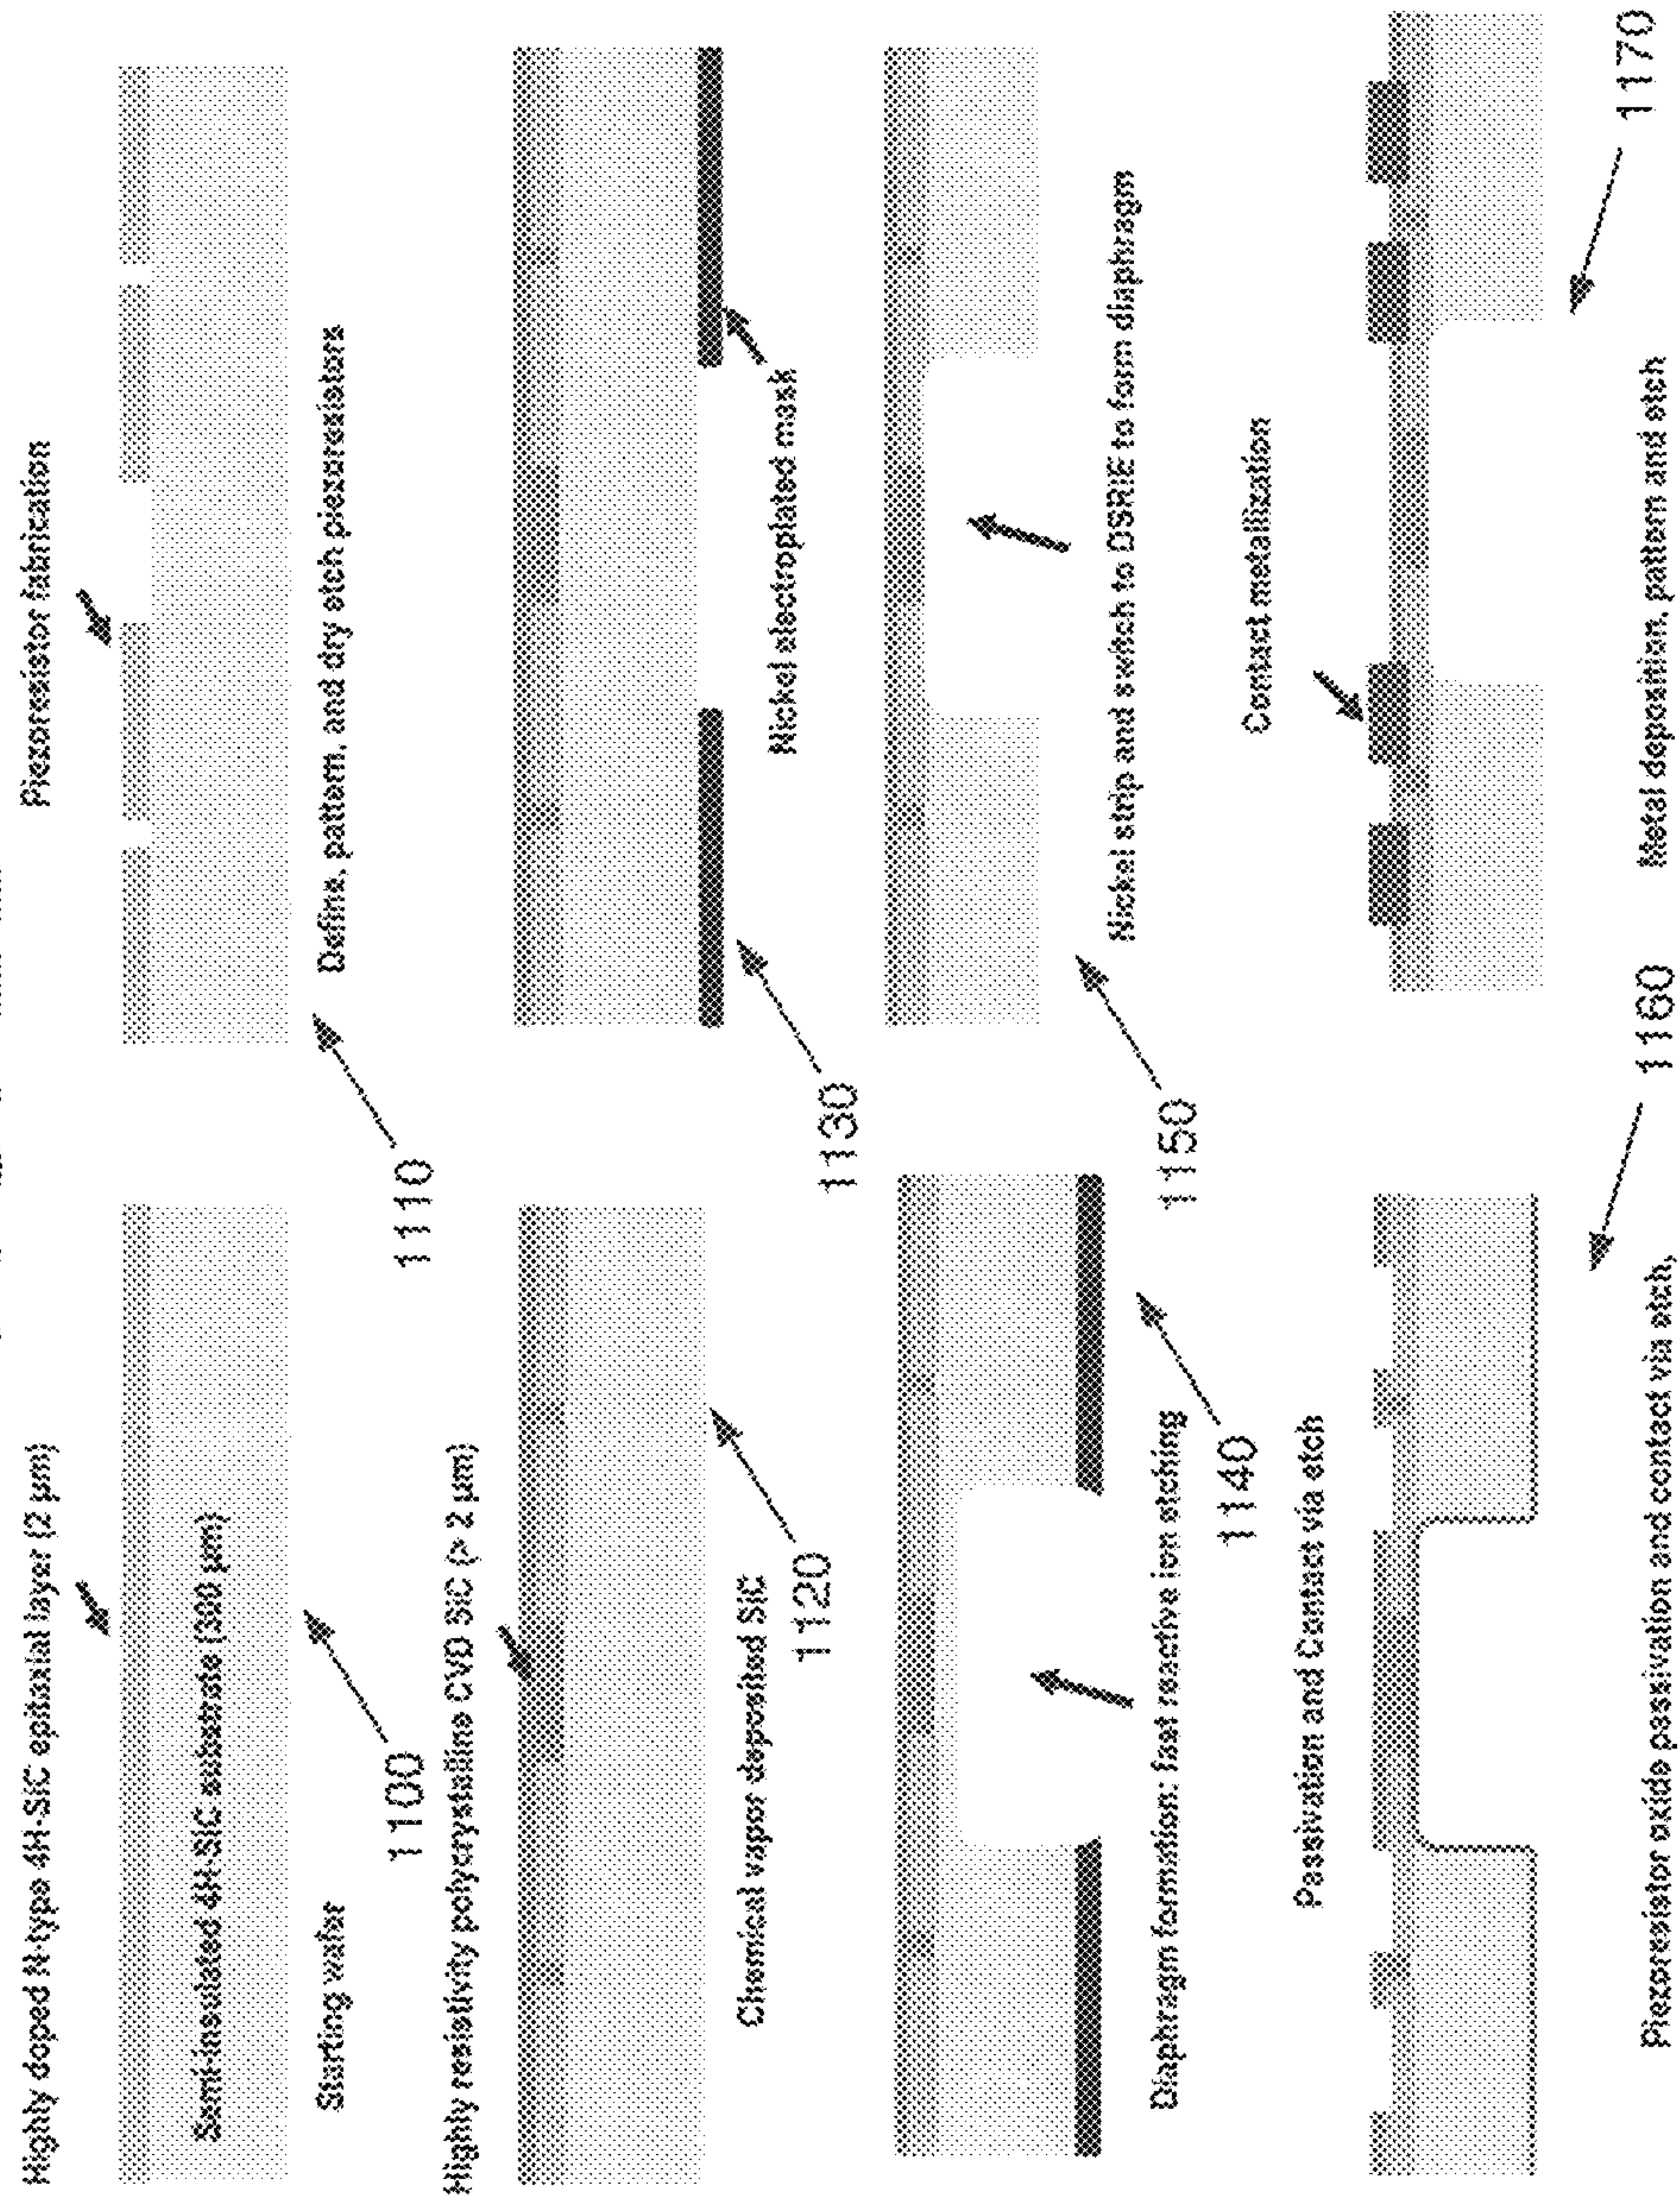 Highly doped N-type 4H-SiC epitaxial layer (2 µm)
Semi-insulated 4H-SiC substrate (300 µm)
Starting wafer
1100
Piezoresistor fabrication
Define, pattern, and dry etch piezoresistors
1110
Highly resistivity polycrystalline CVD SiC (> 2 µm)
Chemical vapor deposited SiC
1120
Nickel electroplated mask
1130
Diaphragm formation: fast reactive ion etching
1140
Nickel strip and switch to DSRIE to form diaphragm
1150
Passivation and Contact via etch
Piezoresistor oxide passivation and contact via etch,
1160
Contact metallization
Metal deposition, pattern and etch
1170